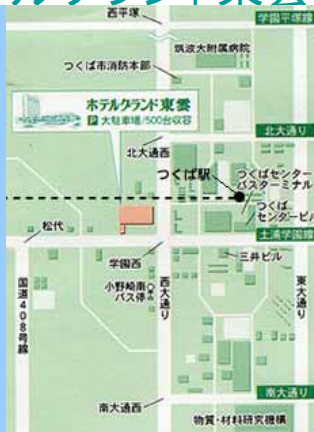 西平塚
学園平塚線
筑波大附属病院
つくば市消防本部
ホテルグランド東雲
P 大駐車場/500台収容
北大通り
北大通西
つくば駅
つくばセンター
バスターミナル
つくば
センタービル
松代
土浦学園線
学園西
三井ビル
小野崎南
バス停
西大通り
東大通り
国道408号線
南大通り
南大通西
物質・材料研究機構